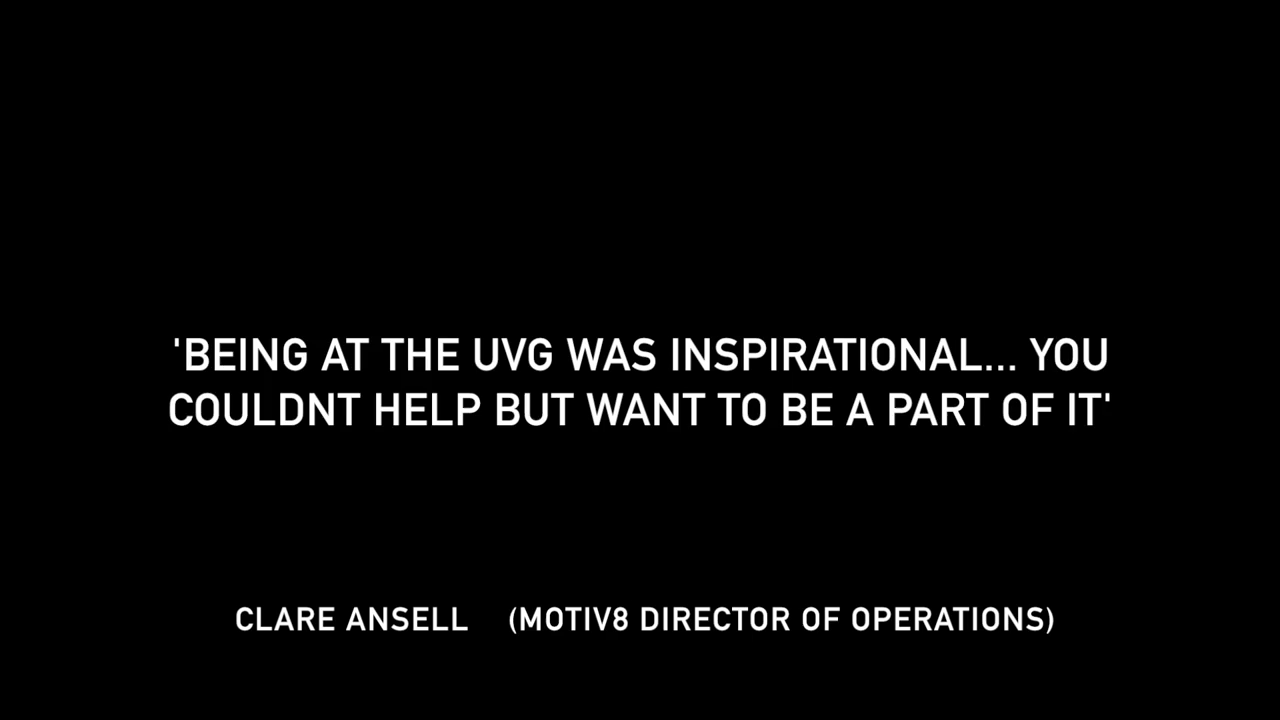 'BEING AT THE UVG WAS INSPIRATIONAL... YOU
COULDNT HELP BUT WANT TO BE A PART OF IT'
CLARE ANSELL (MOTIV8 DIRECTOR OF OPERATIONS)